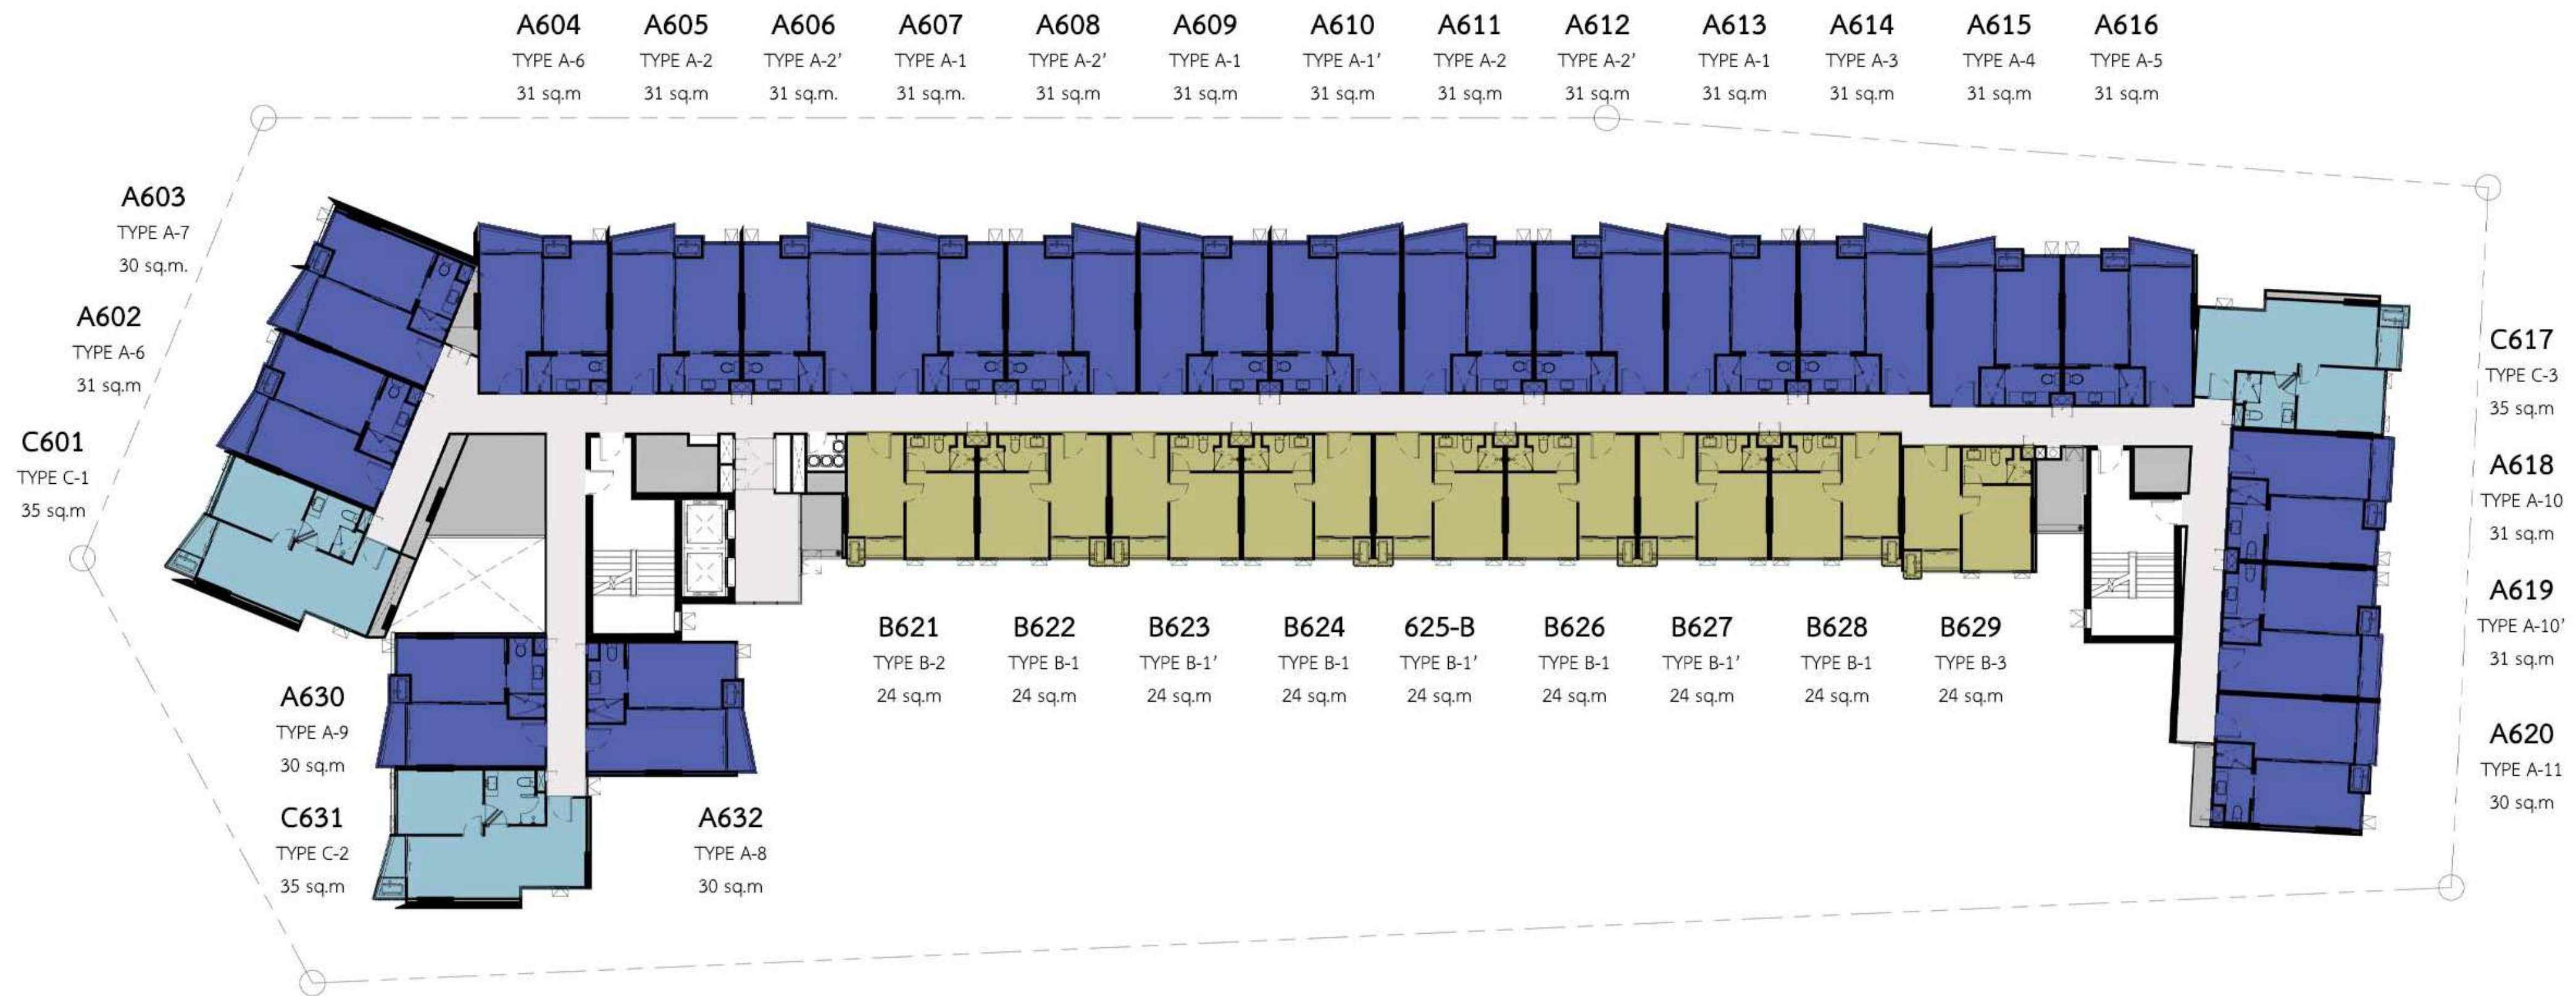 A604
TYPE A-6
31 sq.m
A605
TYPE A-2
31 sq.m
A606
TYPE A-2'
31 sq.m.
A607
TYPE A-1
31 sq.m.
A608
TYPE A-2'
31 sq.m
A609
TYPE A-1
31 sq.m
A610
TYPE A-1'
31 sq.m
A611
TYPE A-2
31 sq.m
A612
TYPE A-2'
31 sq.m
A613
TYPE A-1
31 sq.m
A614
TYPE A-3
31 sq.m
A615
TYPE A-4
31 sq.m
A616
TYPE A-5
31 sq.m
A603
TYPE A-7
30 sq.m.
A602
TYPE A-6
31 sq.m
C601
TYPE C-1
35 sq.m
C617
TYPE C-3
35 sq.m
A618
TYPE A-10
31 sq.m
A619
TYPE A-10'
31 sq.m
A620
TYPE A-11
30 sq.m
B621
TYPE B-2
24 sq.m
B622
TYPE B-1
24 sq.m
B623
TYPE B-1'
24 sq.m
B624
TYPE B-1
24 sq.m
625-B
TYPE B-1'
24 sq.m
B626
TYPE B-1
24 sq.m
B627
TYPE B-1'
24 sq.m
B628
TYPE B-1
24 sq.m
B629
TYPE B-3
24 sq.m
A630
TYPE A-9
30 sq.m
C631
TYPE C-2
35 sq.m
A632
TYPE A-8
30 sq.m